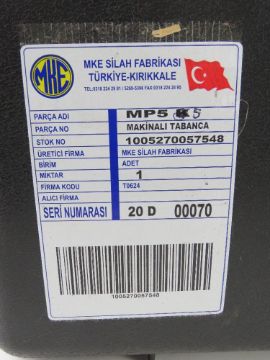 MKE
MKE SİLAH FABRİKASI
TÜRKİYE-KIRIKKALE
PARÇA ADI MP5 5
PARÇA NO MAKİNALI TABANCA
STOK NO 1005270057548
ÜRETİCİ FİRMA MKE SİLAH FABRİKASI
BİRİM ADET
MİKTAR 1
FİRMA KODU T0624
ALICI FİRMA
SERİ NUMARASI 20 D 00070
1005270057548